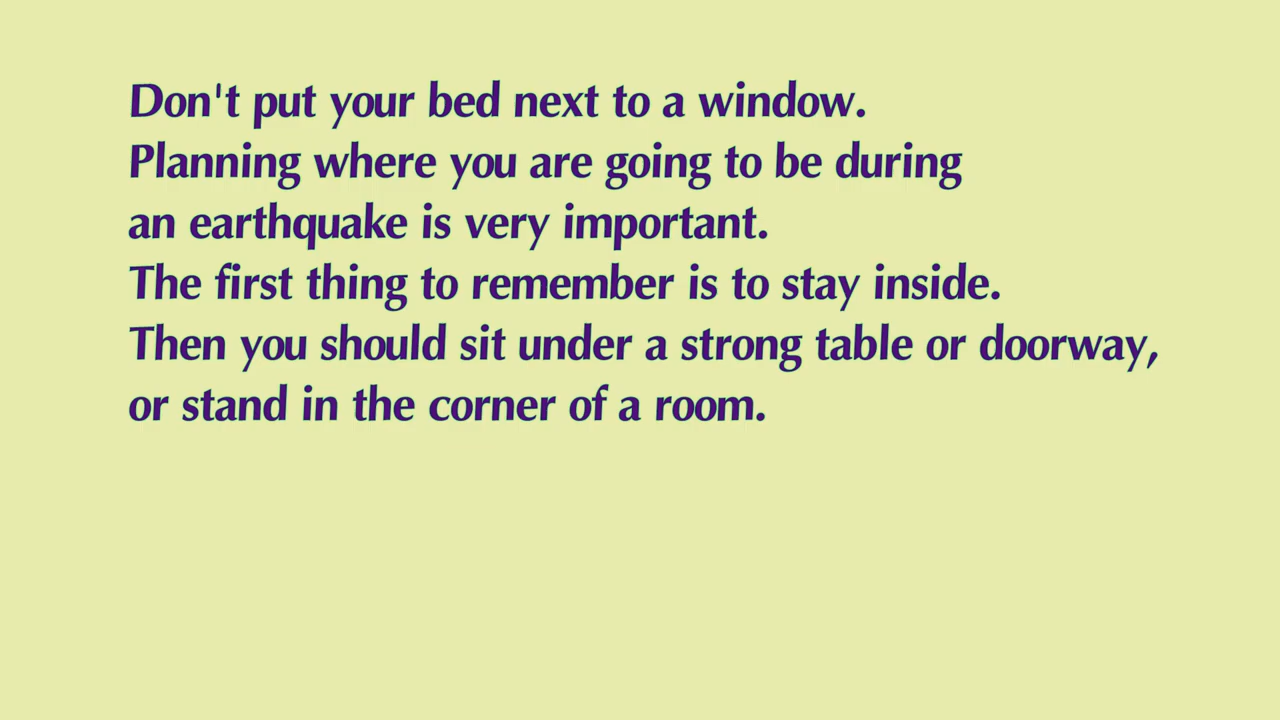 Don't put your bed next to a window.
Planning where you are going to be during
an earthquake is very important.
The first thing to remember is to stay inside.
Then you should sit under a strong table or doorway,
or stand in the corner of a room.